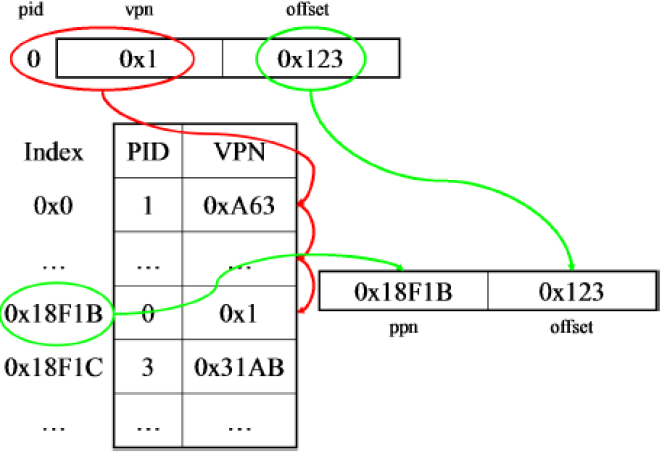 pid vpn offset
0 0x1 0x123
Index PID VPN
0x0 1 0xA63
... ... ...
0x18F1B 0 0x1
0x18F1C 3 0x31AB
... ... ...
0x18F1B 0x123
ppn offset